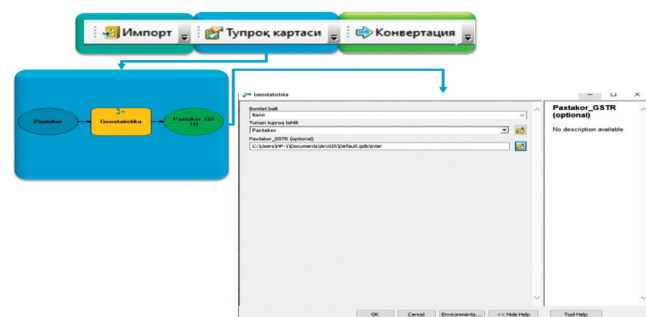 Импорт
Тупроқ картаси
Конвертация
Paxtakor
Geostatistika
Paxtakor_GS
TR
Geostatistika
Bonitet balli
Балл
Tuman tuproq tahlili
Paxtakor
Paxtakor_GSTR (optional)
C:\Users\HP-1\Documents\ArcGIS\Default.gdb\Inter
OK
Cancel
Environments...
<< Hide Help
Tool Help
Paxtakor_GSTR
(optional)
No description available